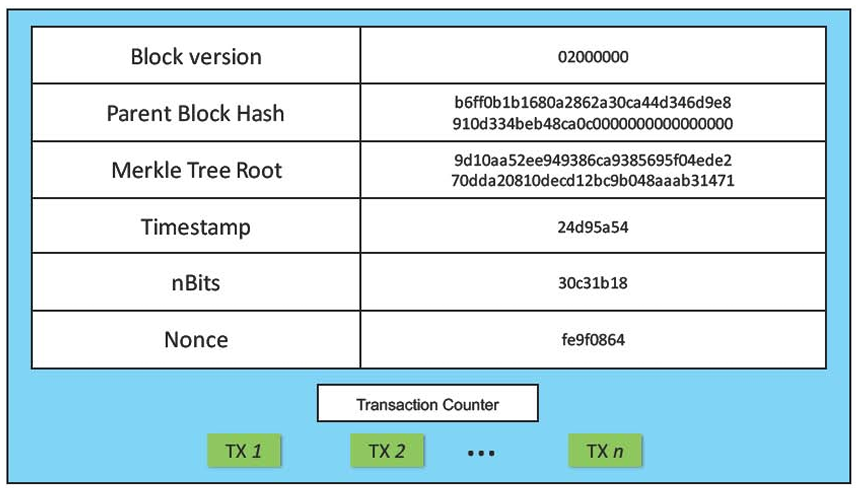 Block version
02000000
Parent Block Hash
b6ff0b1b1680a2862a30ca44d346d9e8
910d334beb48ca0c0000000000000000
Merkle Tree Root
9d10aa52ee949386ca9385695f04ede2
70dda20810decd12bc9b048aaab31471
Timestamp
24d95a54
nBits
30c31b18
Nonce
fe9f0864
Transaction Counter
TX 1
TX 2
...
TX n